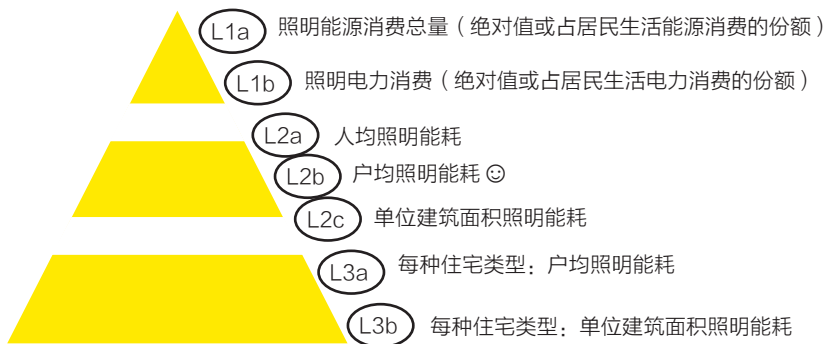 L1a 照明能源消费总量（绝对值或占居民生活能源消费的份额）
L1b 照明电力消费（绝对值或占居民生活电力消费的份额）
L2a 人均照明能耗
L2b 户均照明能耗☺
L2c 单位建筑面积照明能耗
L3a 每种住宅类型：户均照明能耗
L3b 每种住宅类型：单位建筑面积照明能耗